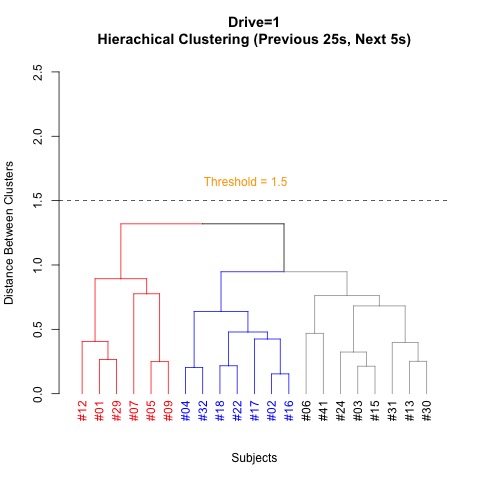 Drive=1
Hierachical Clustering (Previous 25s, Next 5s)
2.5
2.0
1.5
1.0
0.5
0.0
Distance Between Clusters
Threshold = 1.5
#12 #01 #29 #07 #05 #09 #04 #32 #18 #22 #17 #02 #16 #06 #41 #24 #03 #15 #31 #13 #30
Subjects